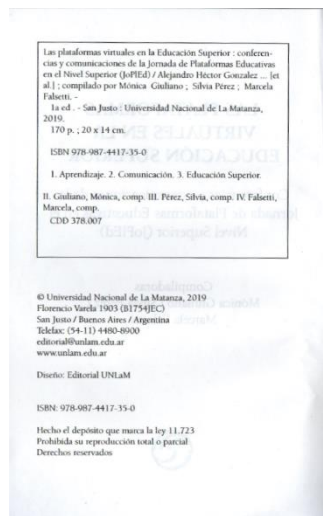 Las plataformas virtuales en la Educación Superior : conferen-
cias y comunicaciones de la Jornada de Plataformas Educativas
en el Nivel Superior (JoPlEd) / Alejandro Héctor Gonzalez ... [et
al.] ; compilado por Mónica Giuliano ; Silvia Pérez ; Marcela
Falsetti. -
1a ed . - San Justo : Universidad Nacional de La Matanza,
2019.
170 p. ; 20 x 14 cm.
ISBN 978-987-4417-35-0
1. Aprendizaje. 2. Comunicación. 3. Educación Superior.
II. Giuliano, Mónica, comp. III. Pérez, Silvia, comp. IV. Falsetti,
Marcela, comp.
CDD 378.007
© Universidad Nacional de La Matanza, 2019
Florencio Varela 1903 (B1754JEC)
San Justo / Buenos Aires / Argentina
Telefax: (54-11) 4480-8900
editorial@unlam.edu.ar
www.unlam.edu.ar
Diseño: Editorial UNLaM
ISBN: 978-987-4417-35-0
Hecho el depósito que marca la ley 11.723
Prohibida su reproducción total o parcial
Derechos reservados